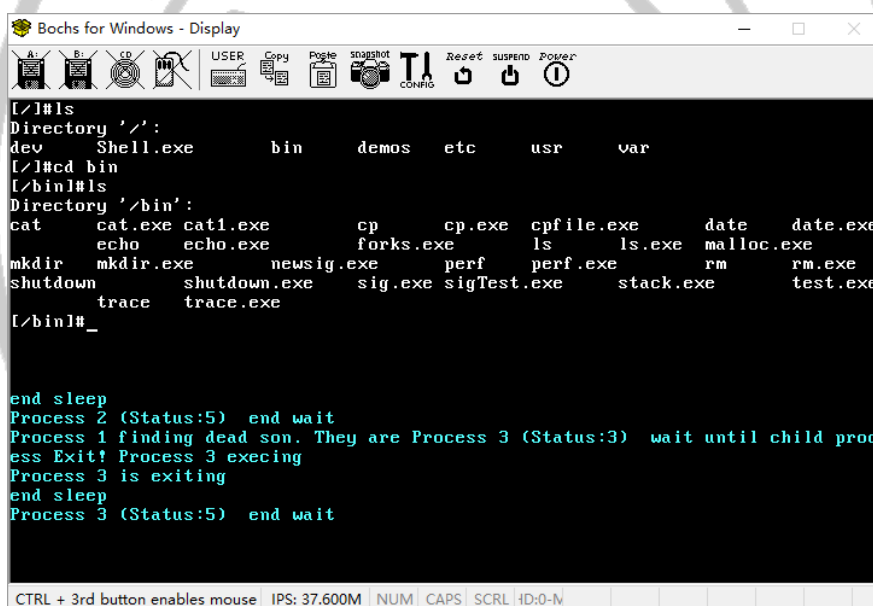 Bochs for Windows - Display
A: B: CD USER Copy Paste snapshot CONFIG Reset SUSPEND Power
[/]#ls
Directory '/':
dev Shell.exe bin demos etc usr var
[/]#cd bin
[/bin]#ls
Directory '/bin':
cat cat.exe cat1.exe cp cp.exe cpfile.exe date date.exe
echo echo.exe forks.exe ls ls.exe malloc.exe
mkdir mkdir.exe newsig.exe perf perf.exe rm rm.exe
shutdown shutdown.exe sig.exe sigTest.exe stack.exe test.exe
trace trace.exe
[/bin]#_
end sleep
Process 2 (Status:5) end wait
Process 1 finding dead son. They are Process 3 (Status:3) wait until child proc
ess Exit! Process 3 execing
Process 3 is exiting
end sleep
Process 3 (Status:5) end wait
CTRL + 3rd button enables mouse IPS: 37.600M NUM CAPS SCRL HD:0-M